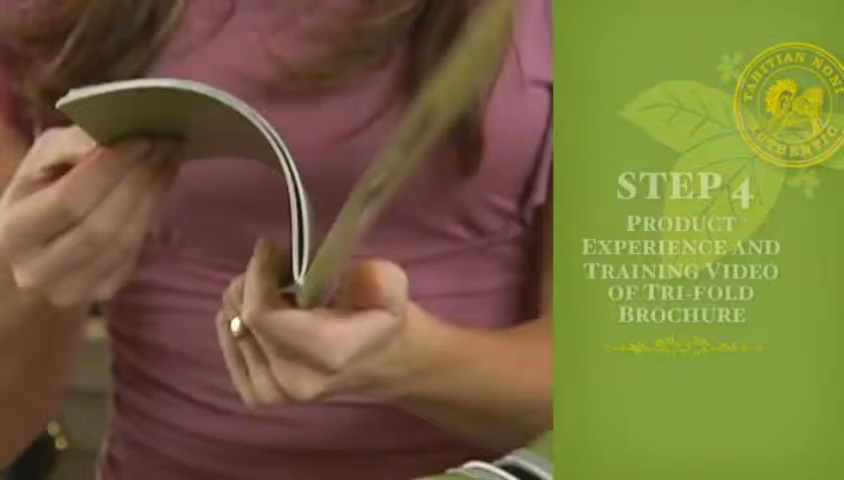 TAHITIAN NONI
AUTHENTIC
STEP 4
PRODUCT
EXPERIENCE AND
TRAINING VIDEO
OF TRI-FOLD
BROCHURE